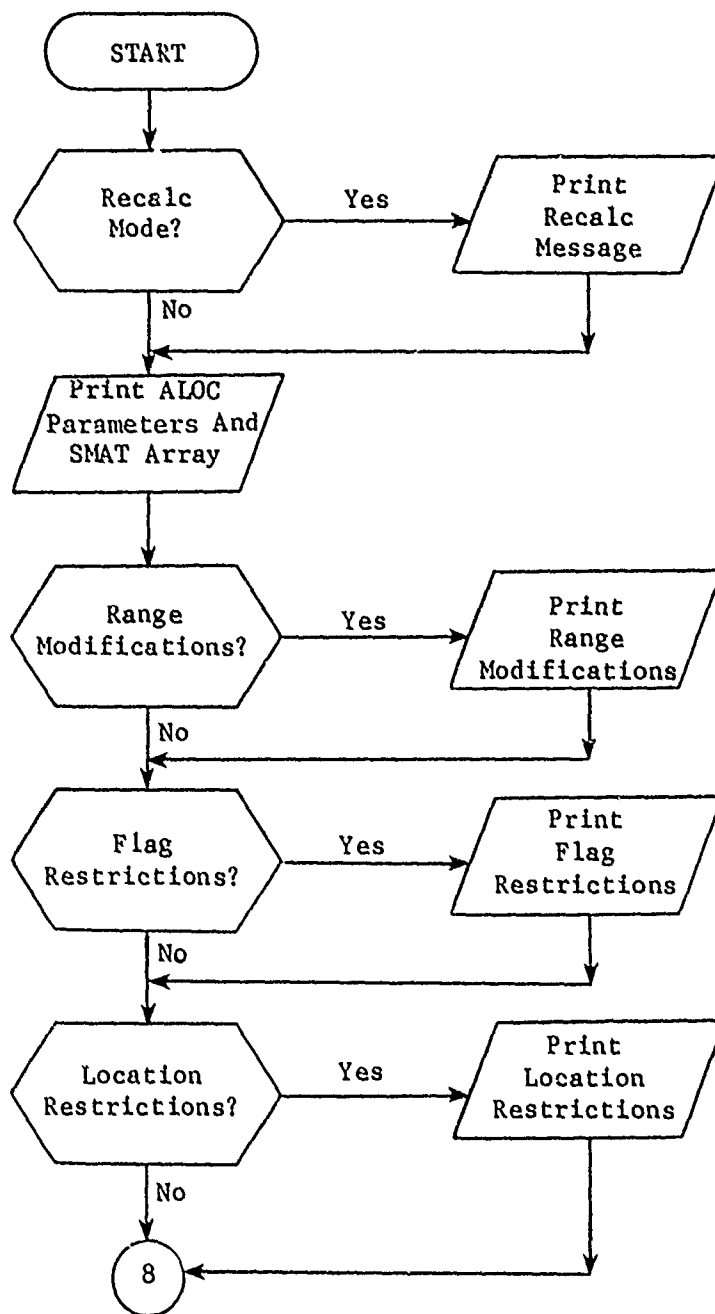 START
Recalc
Mode?
Yes
Print
Recalc
Message
No
Print ALOC
Parameters And
SMAT Array
Range
Modifications?
Yes
Print
Range
Modifications
No
Flag
Restrictions?
Yes
Print
Flag
Restrictions
No
Location
Restrictions?
Yes
Print
Location
Restrictions
No
8